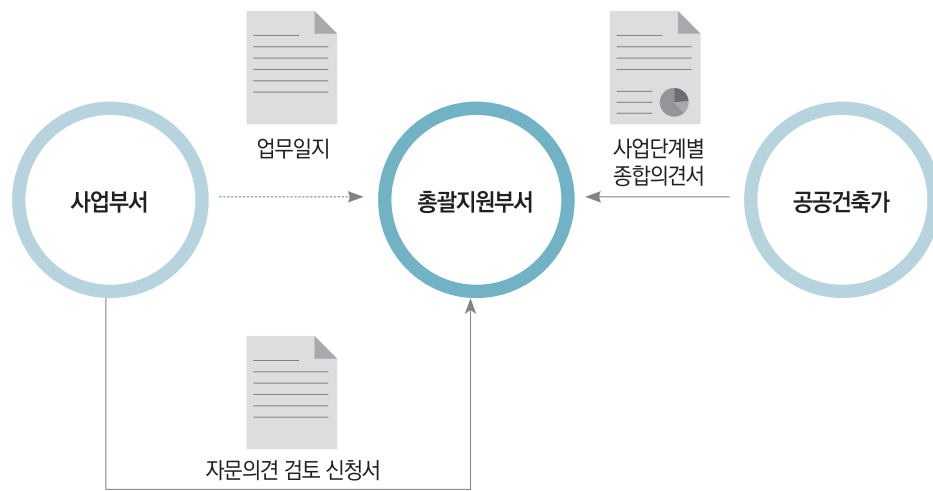 업무일지
사업단계별
종합의견서
사업부서
총괄지원부서
공공건축가
자문의견 검토 신청서